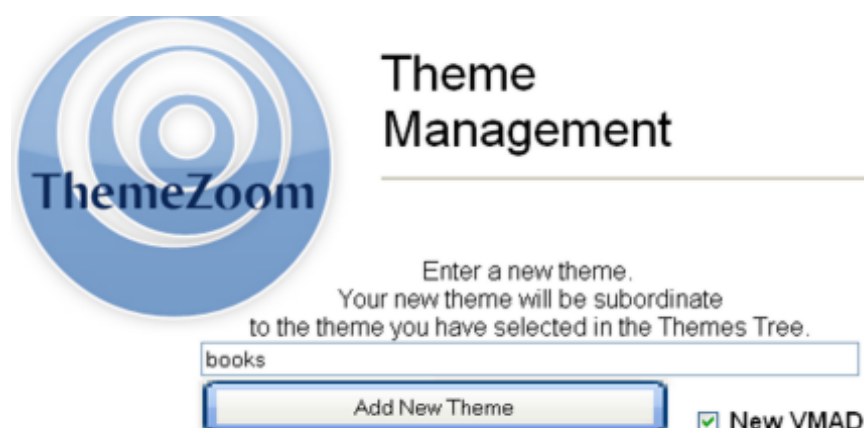 Theme
Management
ThemeZoom
Enter a new theme.
Your new theme will be subordinate
to the theme you have selected in the Themes Tree.
books
Add New Theme
New VMAD